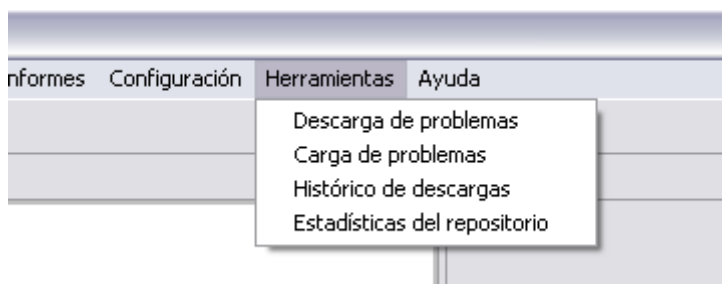 nformes Configuración Herramientas Ayuda
Descarga de problemas
Carga de problemas
Histórico de descargas
Estadísticas del repositorio